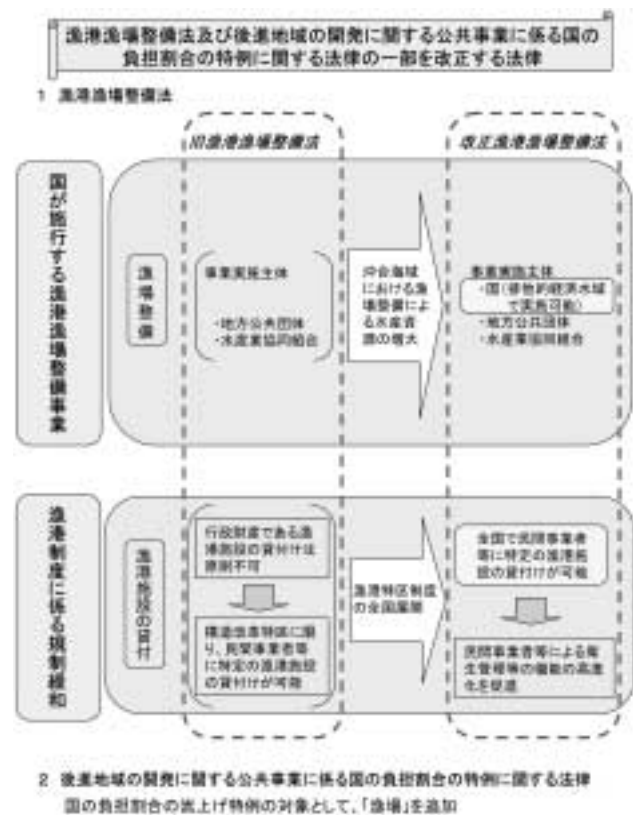 漁港漁場整備法及び後進地域の開発に関する公共事業に係る国の
負担割合の特例に関する法律の一部を改正する法律
1 漁港漁場整備法
旧漁港漁場整備法
改正漁港漁場整備法
国が施行する漁港漁場整備事業
漁場整備
事業実施主体
・地方公共団体
・水産業協同組合
沖合海域
における漁
場整備によ
る水産資
源の増大
事業実施主体
・国(排他的経済水域
で実施可能)
・地方公共団体
・水産業協同組合
漁港制度に係る規制緩和
漁港施設の貸付
行政財産である漁
港施設の貸付けは
原則不可
構造改革特区に限
り、民間事業者等
に特定の漁港施設
の貸付けが可能
漁港特区制度
の全国展開
全国で民間事業者
等に特定の漁港施
設の貸付けが可能
民間事業者等による衛
生管理等の機能の高度
化を促進
2 後進地域の開発に関する公共事業に係る国の負担割合の特例に関する法律
国の負担割合の嵩上げ特例の対象として、「漁場」を追加